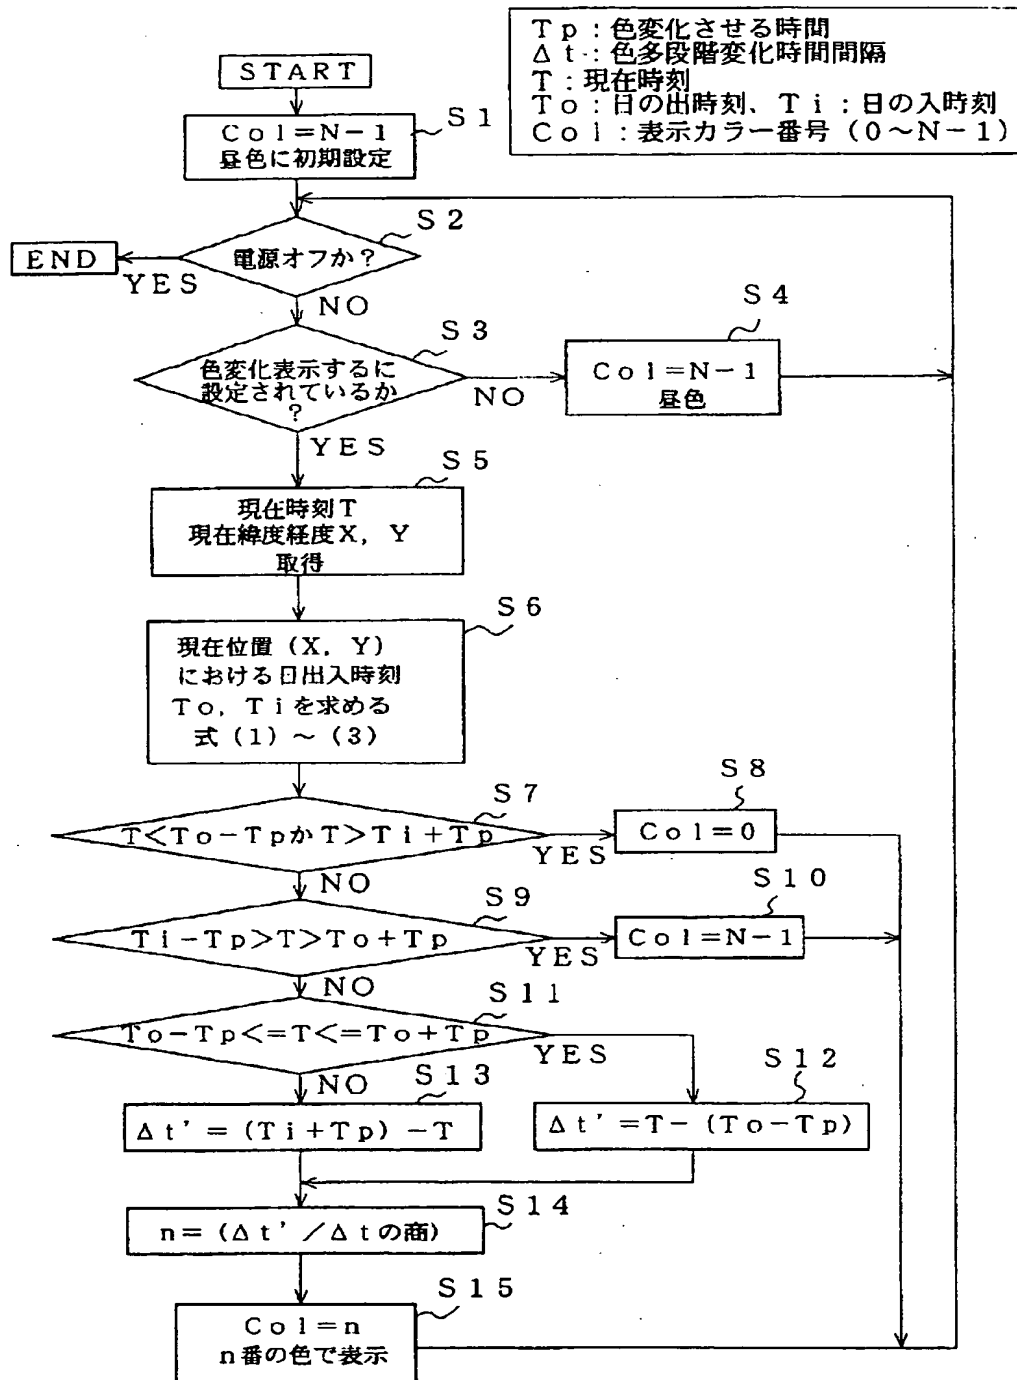 Tp：色変化させる時間
Δt：色多段階変化時間間隔
T：現在時刻
To：日の出時刻、Ti：日の入時刻
Col：表示カラー番号（0～N−1）
START
S1
Col=N−1
昼色に初期設定
S2
電源オフか？
YES
END
NO
S3
色変化表示するに
設定されているか
？
NO
S4
Col=N−1
昼色
YES
S5
現在時刻T
現在緯度経度X，Y
取得
S6
現在位置（X，Y）
における日出入時刻
To，Tiを求める
式（1）～（3）
S7
T<To−TpかT>Ti+Tp
YES
S8
Col=0
NO
S9
Ti−Tp>T>To+Tp
YES
S10
Col=N−1
NO
S11
To−Tp<=T<=To+Tp
YES
S12
Δt'=T−（To−Tp）
NO
S13
Δt'=（Ti+Tp）−T
S14
n=（Δt'／Δtの商）
S15
Col=n
n番の色で表示